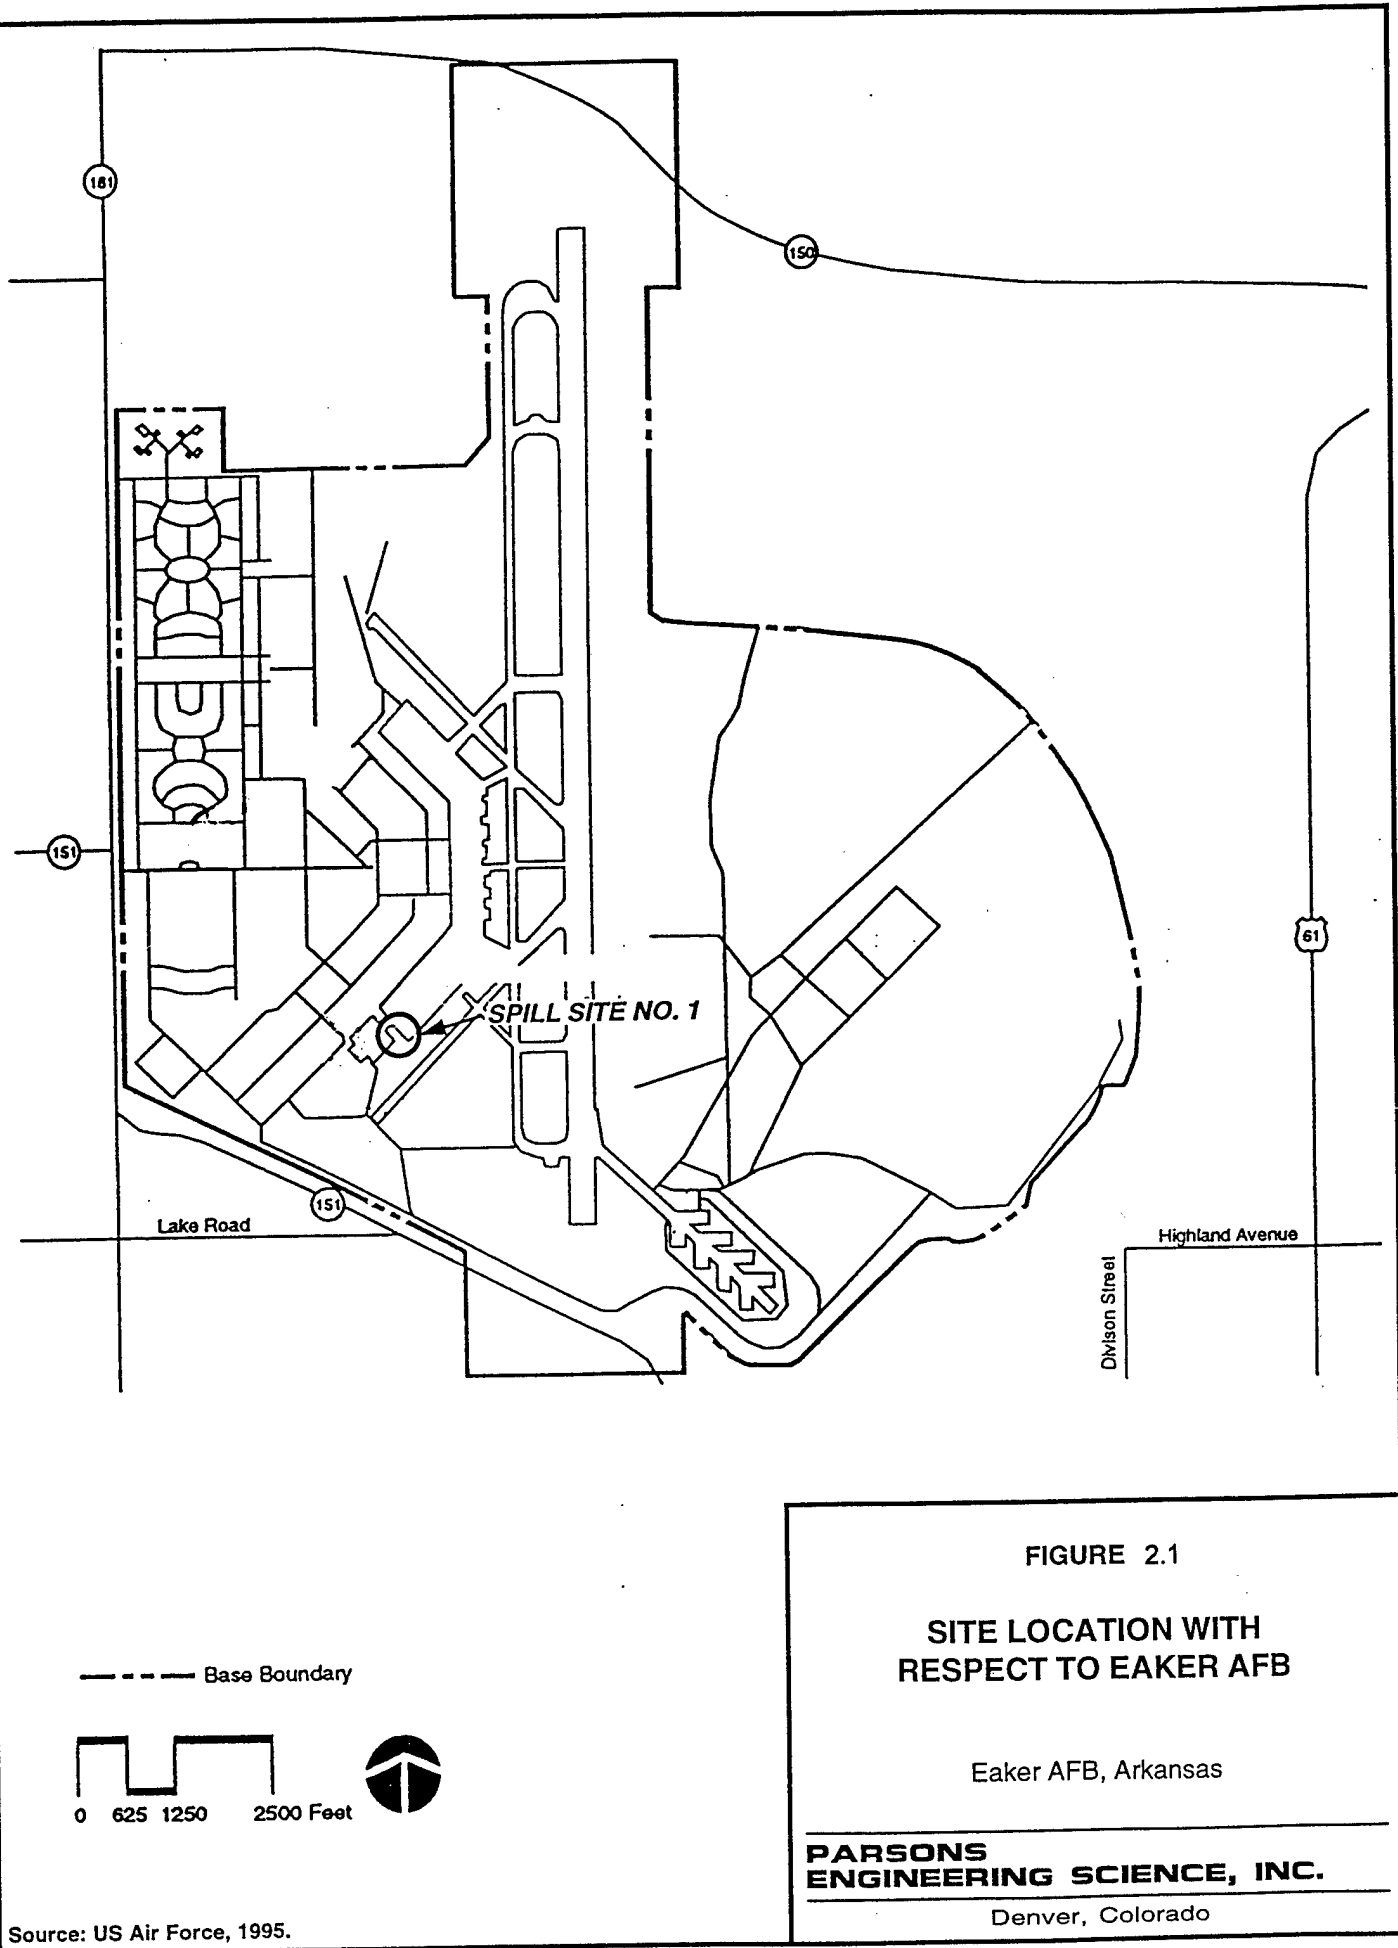 181
150
151
61
SPILL SITE NO. 1
151
Lake Road
Highland Avenue
Divison Street
Base Boundary
0 625 1250 2500 Feet
Source: US Air Force, 1995.
FIGURE 2.1
SITE LOCATION WITH
RESPECT TO EAKER AFB
Eaker AFB, Arkansas
PARSONS
ENGINEERING SCIENCE, INC.
Denver, Colorado